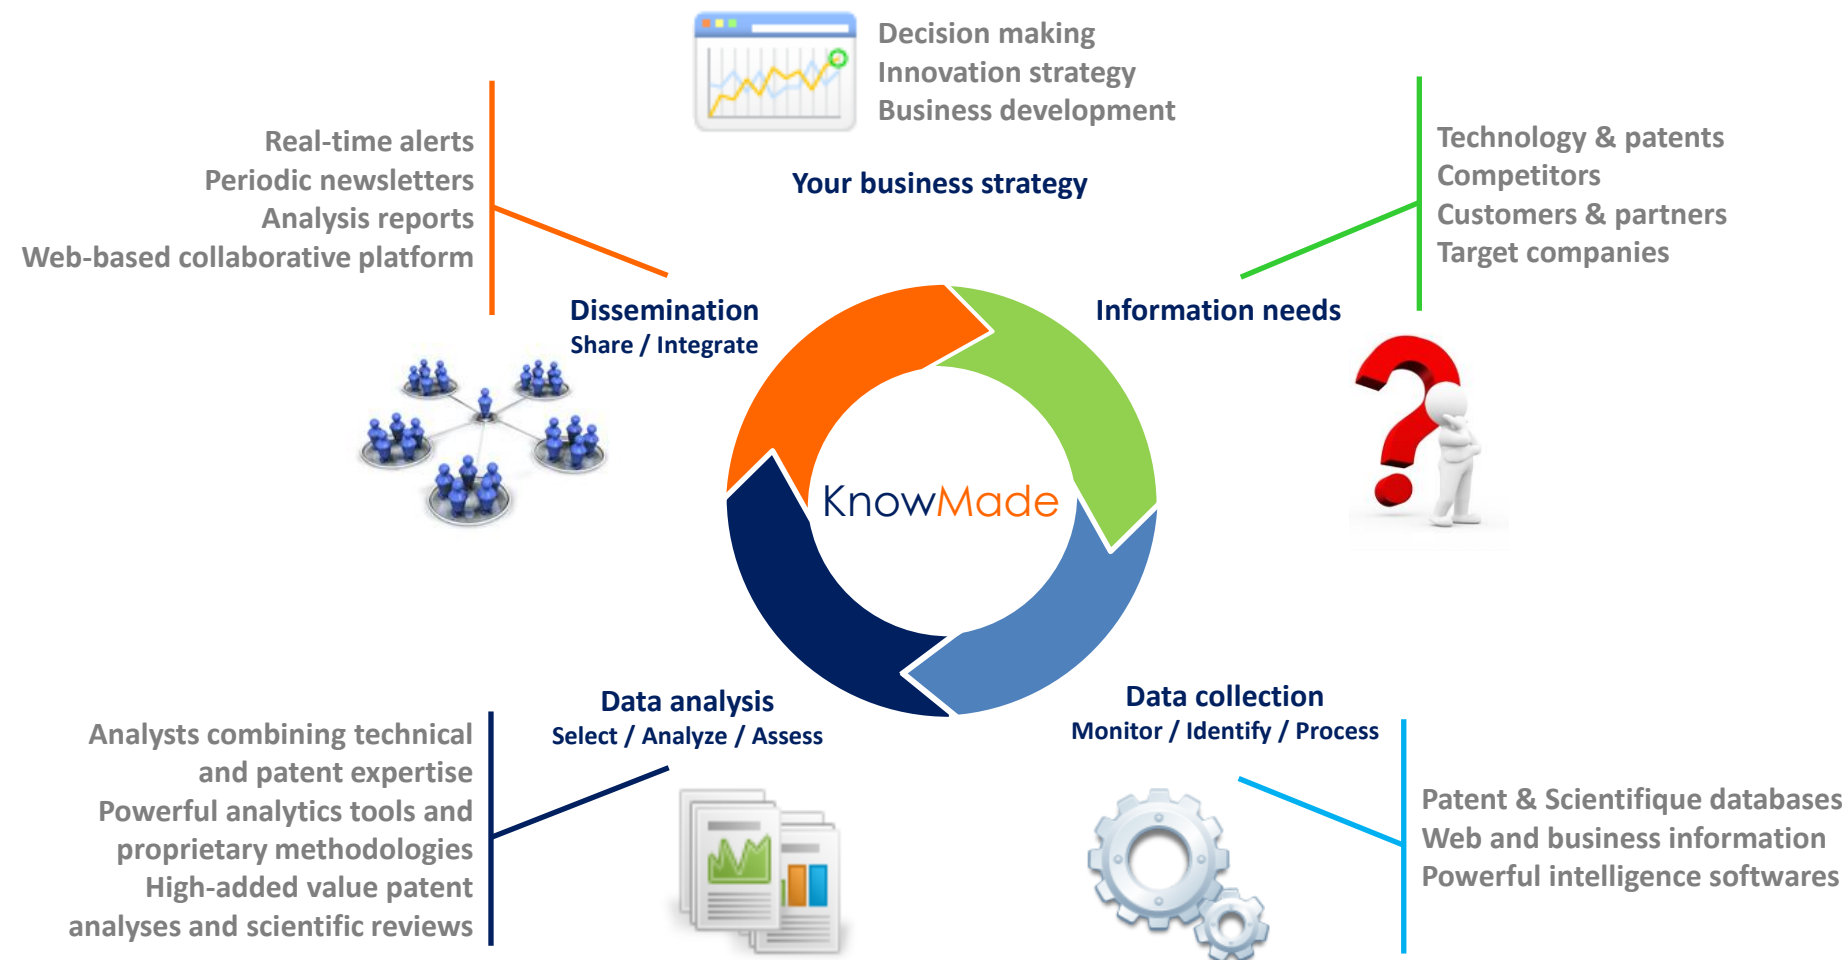 Decision making
Innovation strategy
Business development
Your business strategy
Real-time alerts
Periodic newsletters
Analysis reports
Web-based collaborative platform
Technology & patents
Competitors
Customers & partners
Target companies
Dissemination
Share / Integrate
Information needs
KnowMade
Data analysis
Select / Analyze / Assess
Data collection
Monitor / Identify / Process
Analysts combining technical
and patent expertise
Powerful analytics tools and
proprietary methodologies
High-added value patent
analyses and scientific reviews
Patent & Scientifique databases
Web and business information
Powerful intelligence softwares